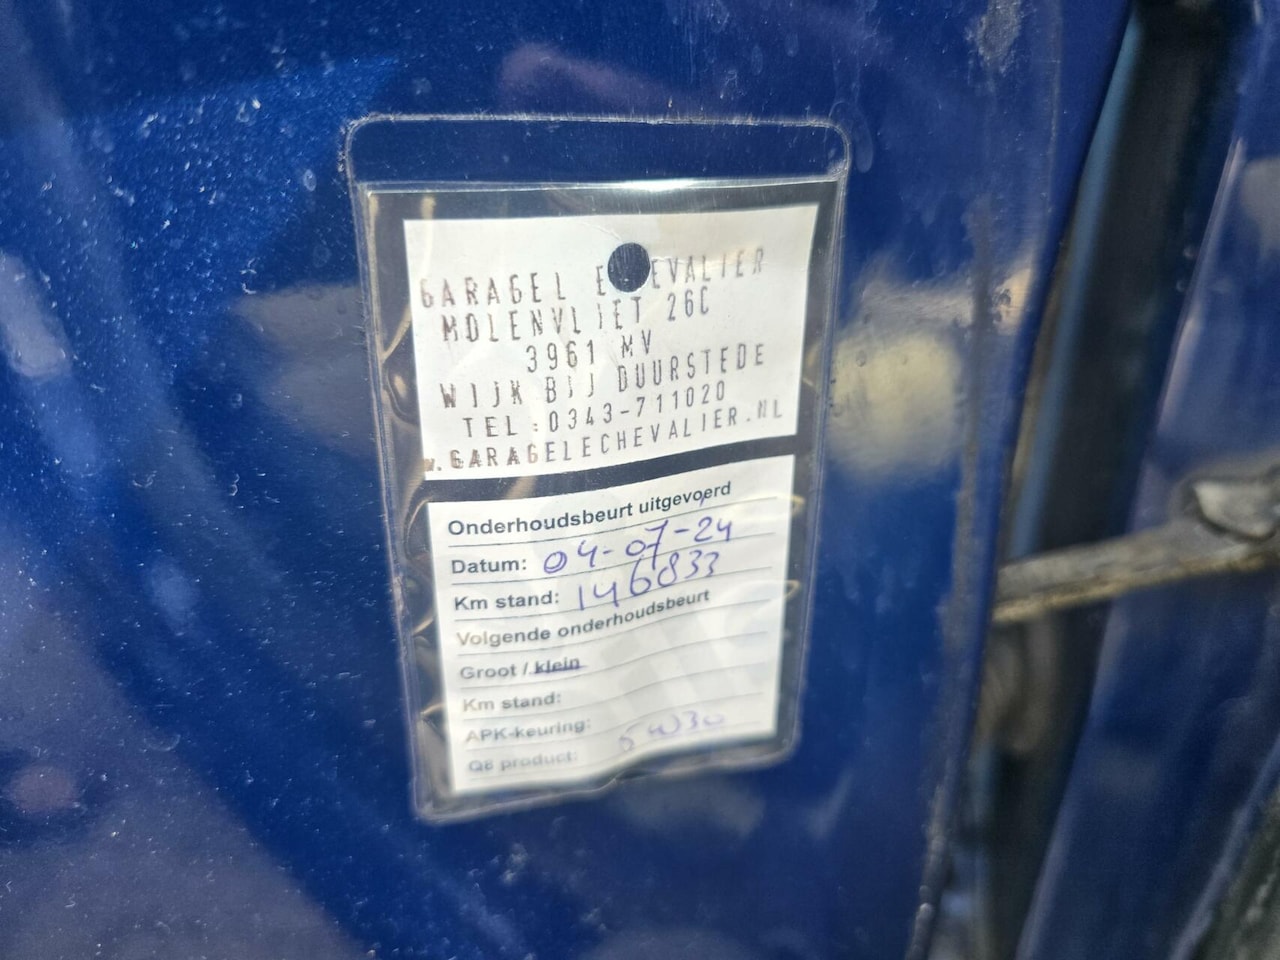 GARAGEL E HEVALIER
MOLENVLIET 26C
3961 MV
WIJK BIJ DUURSTEDE
TEL:0343-711020
w.GARAGELECHEVALIER.NL
Onderhoudsbeurt uitgevoerd
Datum: 04-07-24
Km stand: 146833
Volgende onderhoudsbeurt
Groot / klein
Km stand:
APK-keuring:
Q8 product: 5W30